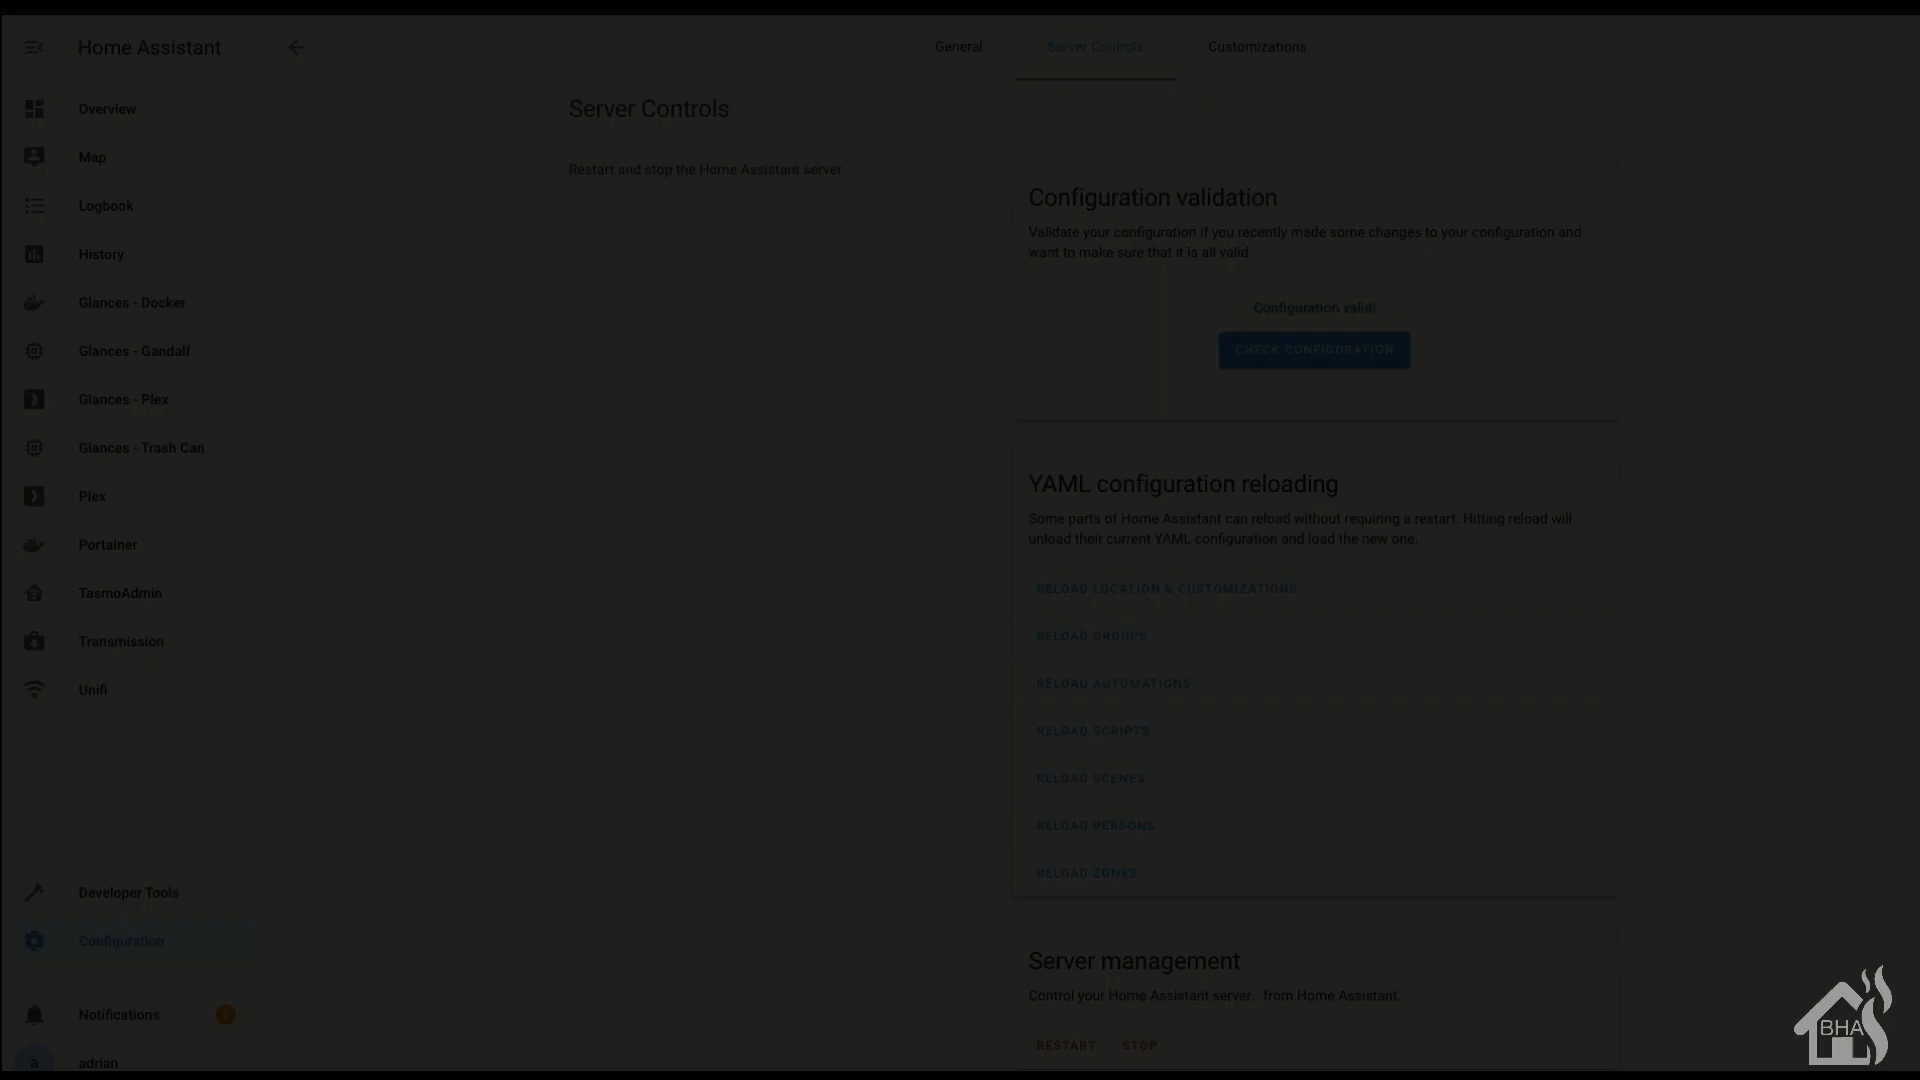 Home Assistant
General
Server Controls
Customizations
Overview
Map
Logbook
History
Glances - Docker
Glances - Gandalf
Glances - Plex
Glances - Trash Can
Plex
Portainer
TasmoAdmin
Transmission
Unifi
Developer Tools
Configuration
Notifications
a
adrian
Server Controls
Restart and stop the Home Assistant server
Configuration validation
Validate your configuration if you recently made some changes to your configuration and
want to make sure that it is all valid
Configuration valid!
CHECK CONFIGURATION
YAML configuration reloading
Some parts of Home Assistant can reload without requiring a restart. Hitting reload will
unload their current YAML configuration and load the new one.
RELOAD LOCATION & CUSTOMIZATIONS
RELOAD GROUPS
RELOAD AUTOMATIONS
RELOAD SCRIPTS
RELOAD SCENES
RELOAD PERSONS
RELOAD ZONES
Server management
Control your Home Assistant server... from Home Assistant.
RESTART STOP
BHA